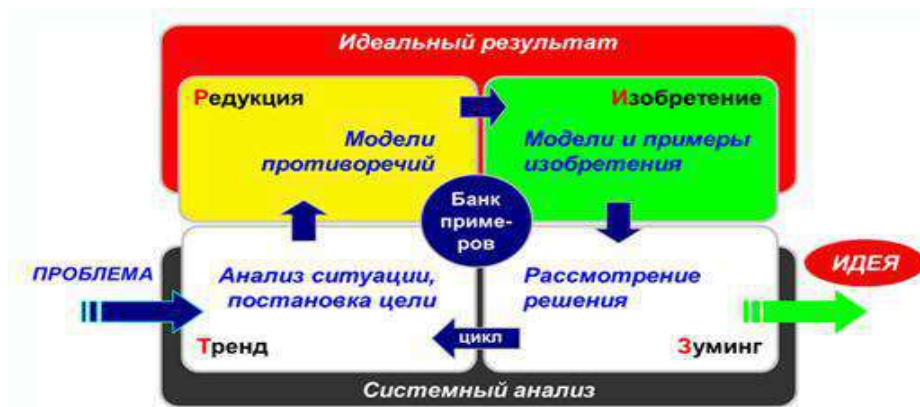 Идеальный результат
Редукция
Изобретение
Модели
противоречий
Модели и примеры
изобретения
Банк
приме-
ров
ПРОБЛЕМА
Анализ ситуации,
постановка цели
Рассмотрение
решения
ИДЕЯ
Тренд
цикл
Зуминг
Системный анализ